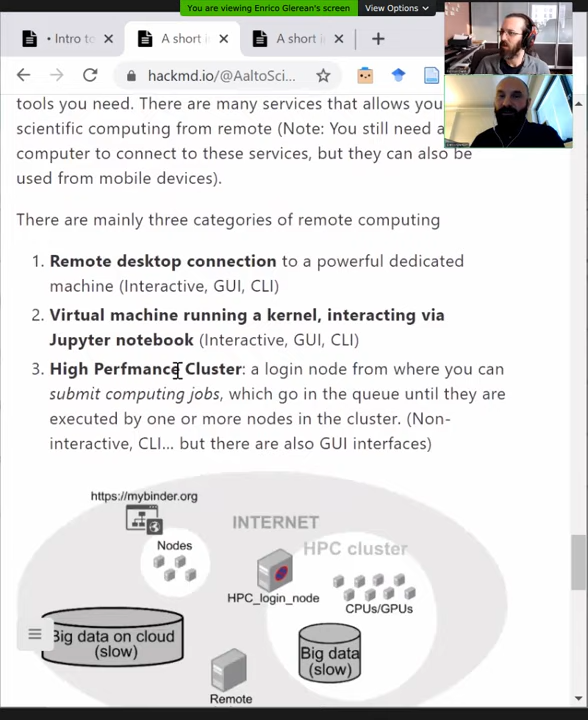 You are viewing Enrico Glerean's screen
View Options
• Intro to
A short i
A short i
hackmd.io/@AaltoSci...
tools you need. There are many services that allows you
scientific computing from remote (Note: You still need a
computer to connect to these services, but they can also be
used from mobile devices).
There are mainly three categories of remote computing
1. Remote desktop connection to a powerful dedicated
machine (Interactive, GUI, CLI)
2. Virtual machine running a kernel, interacting via
Jupyter notebook (Interactive, GUI, CLI)
3. High Perfmance Cluster: a login node from where you can
submit computing jobs, which go in the queue until they are
executed by one or more nodes in the cluster. (Non-
interactive, CLI... but there are also GUI interfaces)
https://mybinder.org
INTERNET
Nodes
HPC cluster
HPC_login_node
CPUs/GPUs
Big data on cloud
(slow)
Big data
(slow)
Remote